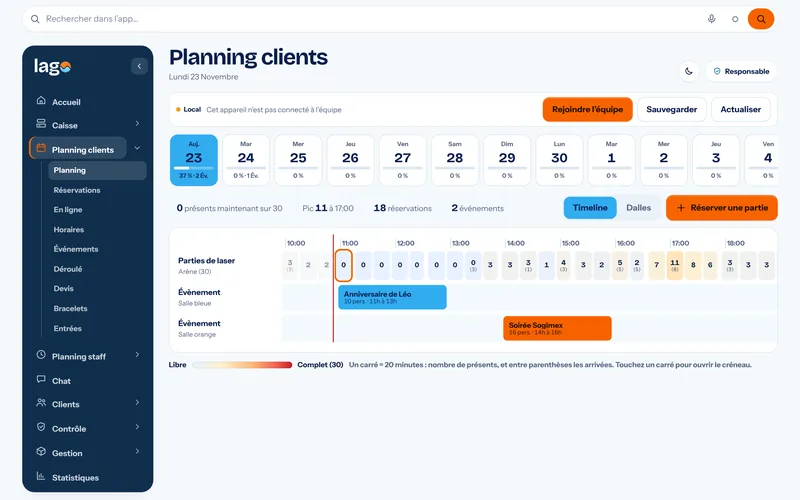 Rechercher dans l'app...
lago
Accueil
Caisse
Planning clients
Planning
Réservations
En ligne
Horaires
Événements
Déroulé
Devis
Bracelets
Entrées
Planning staff
Chat
Clients
Contrôle
Gestion
Statistiques
Planning clients
Lundi 23 Novembre
Responsable
Local Cet appareil n'est pas connecté à l'équipe
Rejoindre l'équipe Sauvegarder Actualiser
Auj. Mar Mer Jeu Ven Sam Dim Lun Mar Mer Jeu Ven
23 24 25 26 27 28 29 30 1 2 3 4
37 % · 2 Év. 0 % · 1 Év. 0 % 0 % 0 % 0 % 0 % 0 % 0 % 0 % 0 % 0 %
0 présents maintenant sur 30 Pic 11 à 17:00 18 réservations 2 événements Timeline Dalles + Réserver une partie
10:00 11:00 12:00 13:00 14:00 15:00 16:00 17:00 18:00
Parties de laser
Arène (30)
3 2 2 0 0 0 0 0 0 0 0 3 3 3 1 4 3 2 5 2 7 11 8 6 3 3 3
(3) (1) (3) (5) (5) (8) (3)
Évènement
Salle bleue
Anniversaire de Léo
10 pers. · 11h à 13h
Évènement
Salle orange
Soirée Sogimex
16 pers. · 14h à 16h
Libre Complet (30) Un carré = 20 minutes : nombre de présents, et entre parenthèses les arrivées. Touchez un carré pour ouvrir le créneau.